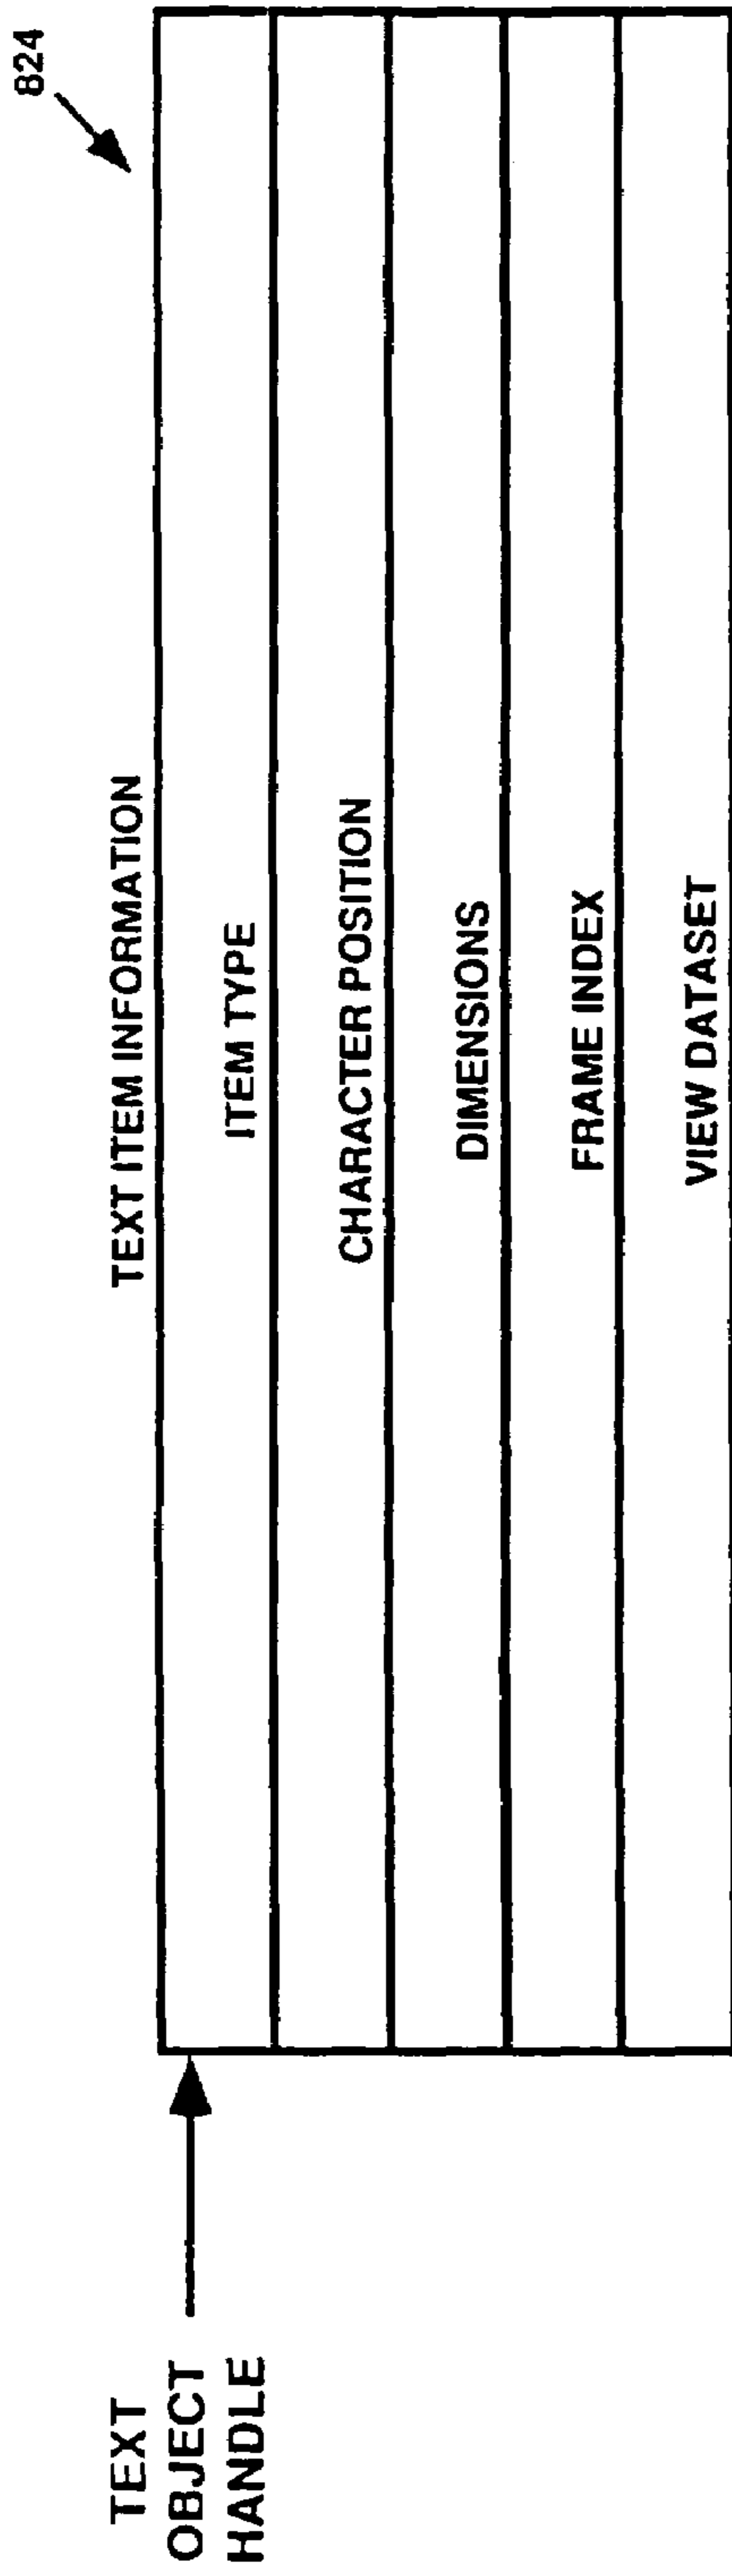 824
TEXT ITEM INFORMATION
TEXT
OBJECT
HANDLE
ITEM TYPE
CHARACTER POSITION
DIMENSIONS
FRAME INDEX
VIEW DATASET